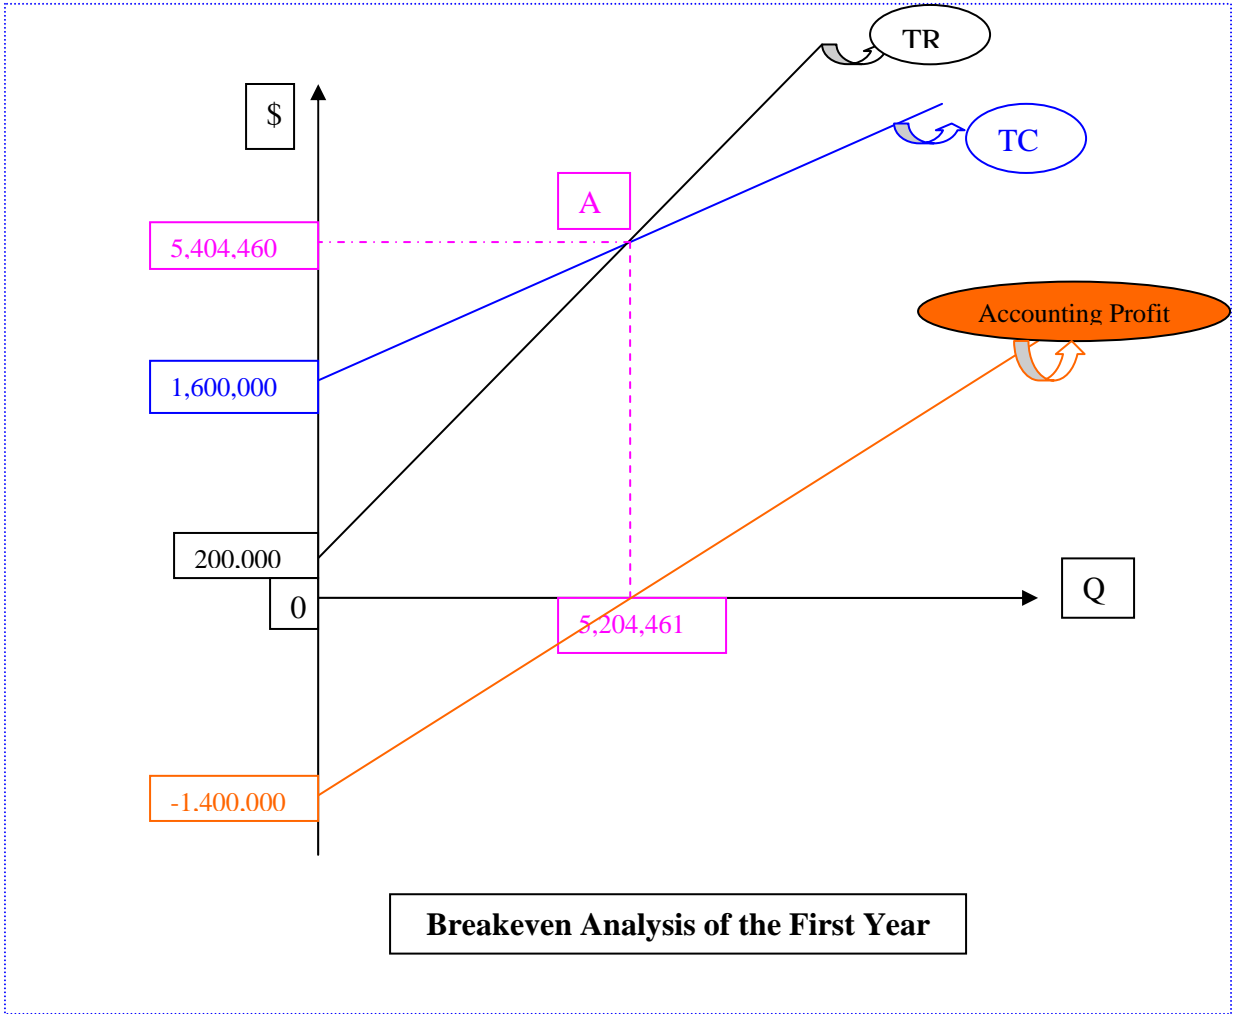 TR
$
TC
A
5,404,460
Accounting Profit
1,600,000
200,000
0
Q
5,204,461
-1,400,000
Breakeven Analysis of the First Year